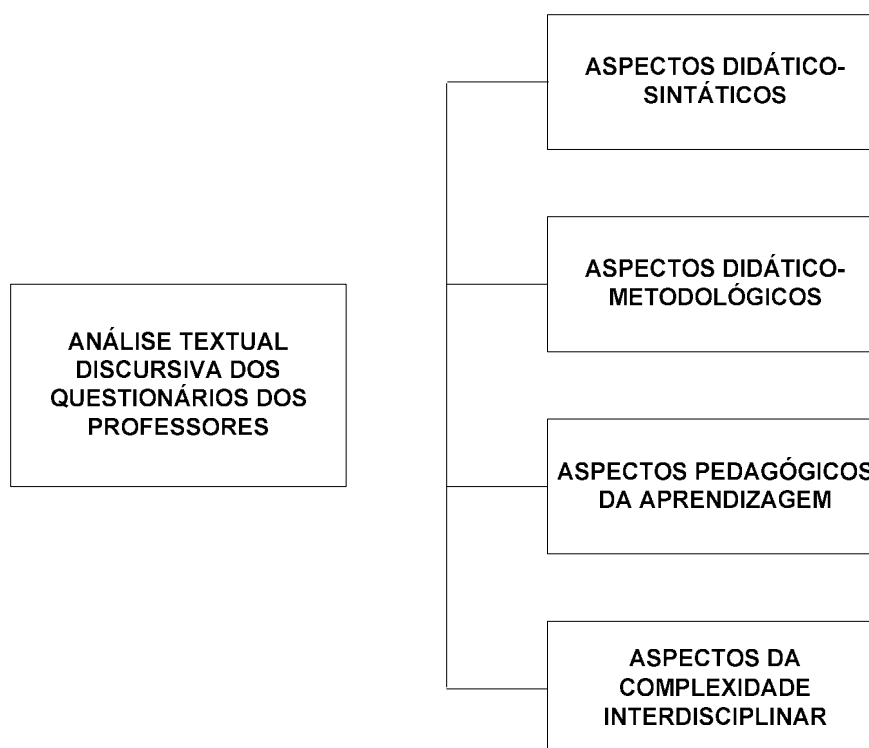 ASPECTOS DIDÁTICO-
SINTÁTICOS
ASPECTOS DIDÁTICO-
METODOLÓGICOS
ANÁLISE TEXTUAL
DISCURSIVA DOS
QUESTIONÁRIOS DOS
PROFESSORES
ASPECTOS PEDAGÓGICOS
DA APRENDIZAGEM
ASPECTOS DA
COMPLEXIDADE
INTERDISCIPLINAR